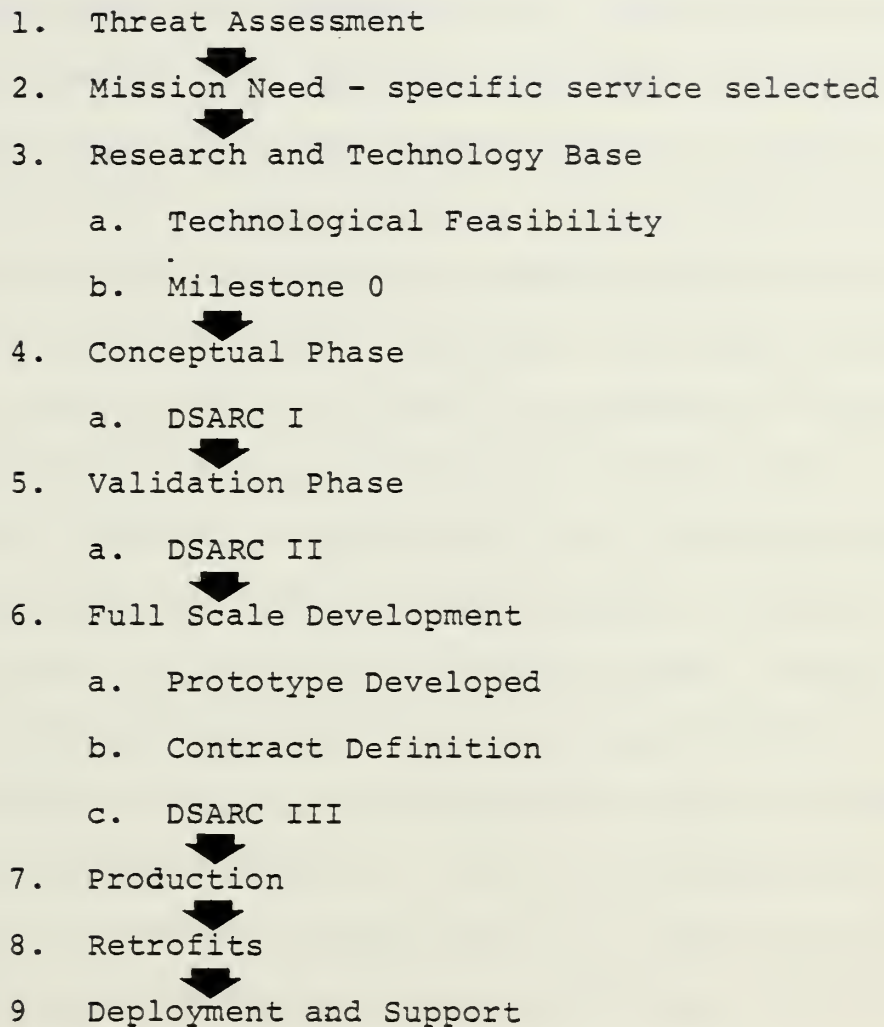 1. Threat Assessment
2. Mission Need - specific service selected
3. Research and Technology Base
a. Technological Feasibility
b. Milestone 0
4. Conceptual Phase
a. DSARC I
5. Validation Phase
a. DSARC II
6. Full Scale Development
a. Prototype Developed
b. Contract Definition
c. DSARC III
7. Production
8. Retrofits
9 Deployment and Support